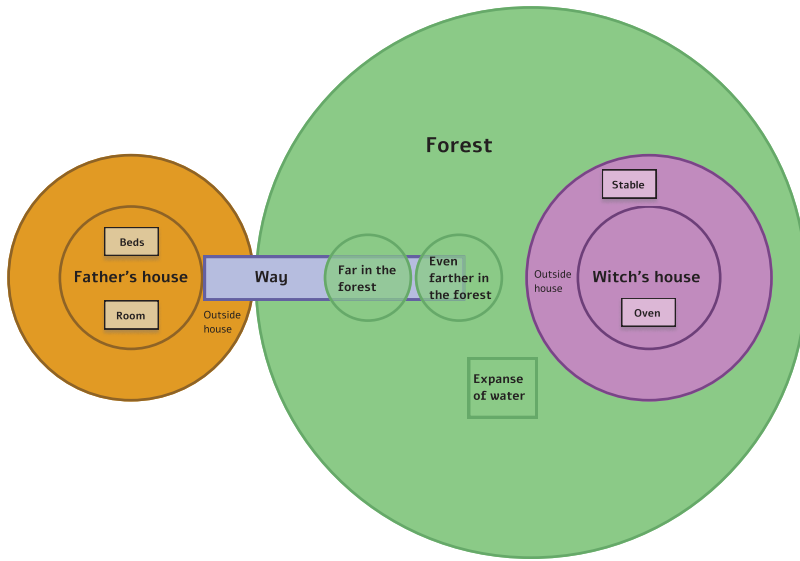 Forest
Stable
Beds
Father's house
Room
Outside
house
Way
Far in the
forest
Even
farther in
the forest
Outside
house
Witch's house
Oven
Expanse
of water